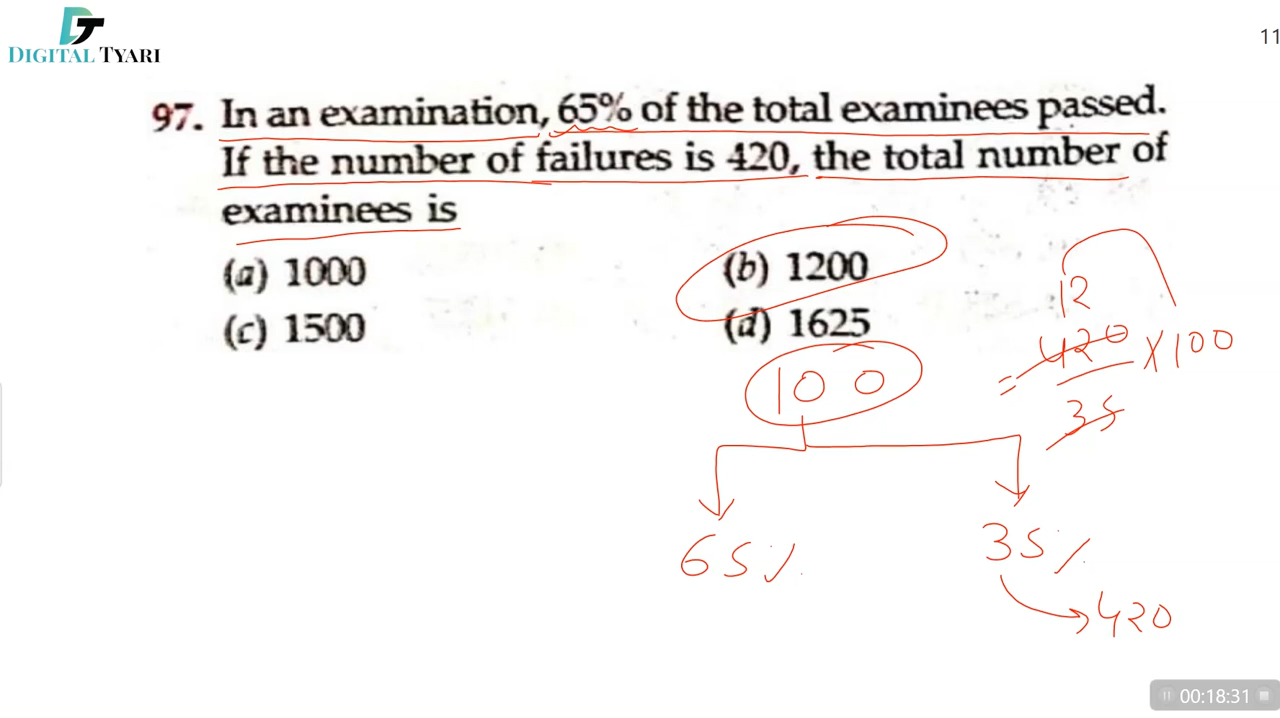 DIGITAL TYARI
11
97. In an examination, 65% of the total examinees passed.
If the number of failures is 420, the total number of
examinees is
(a) 1000
(b) 1200
(c) 1500
(d) 1625
12
= 420 × 100
35
100
65%
35%
420
00:18:31